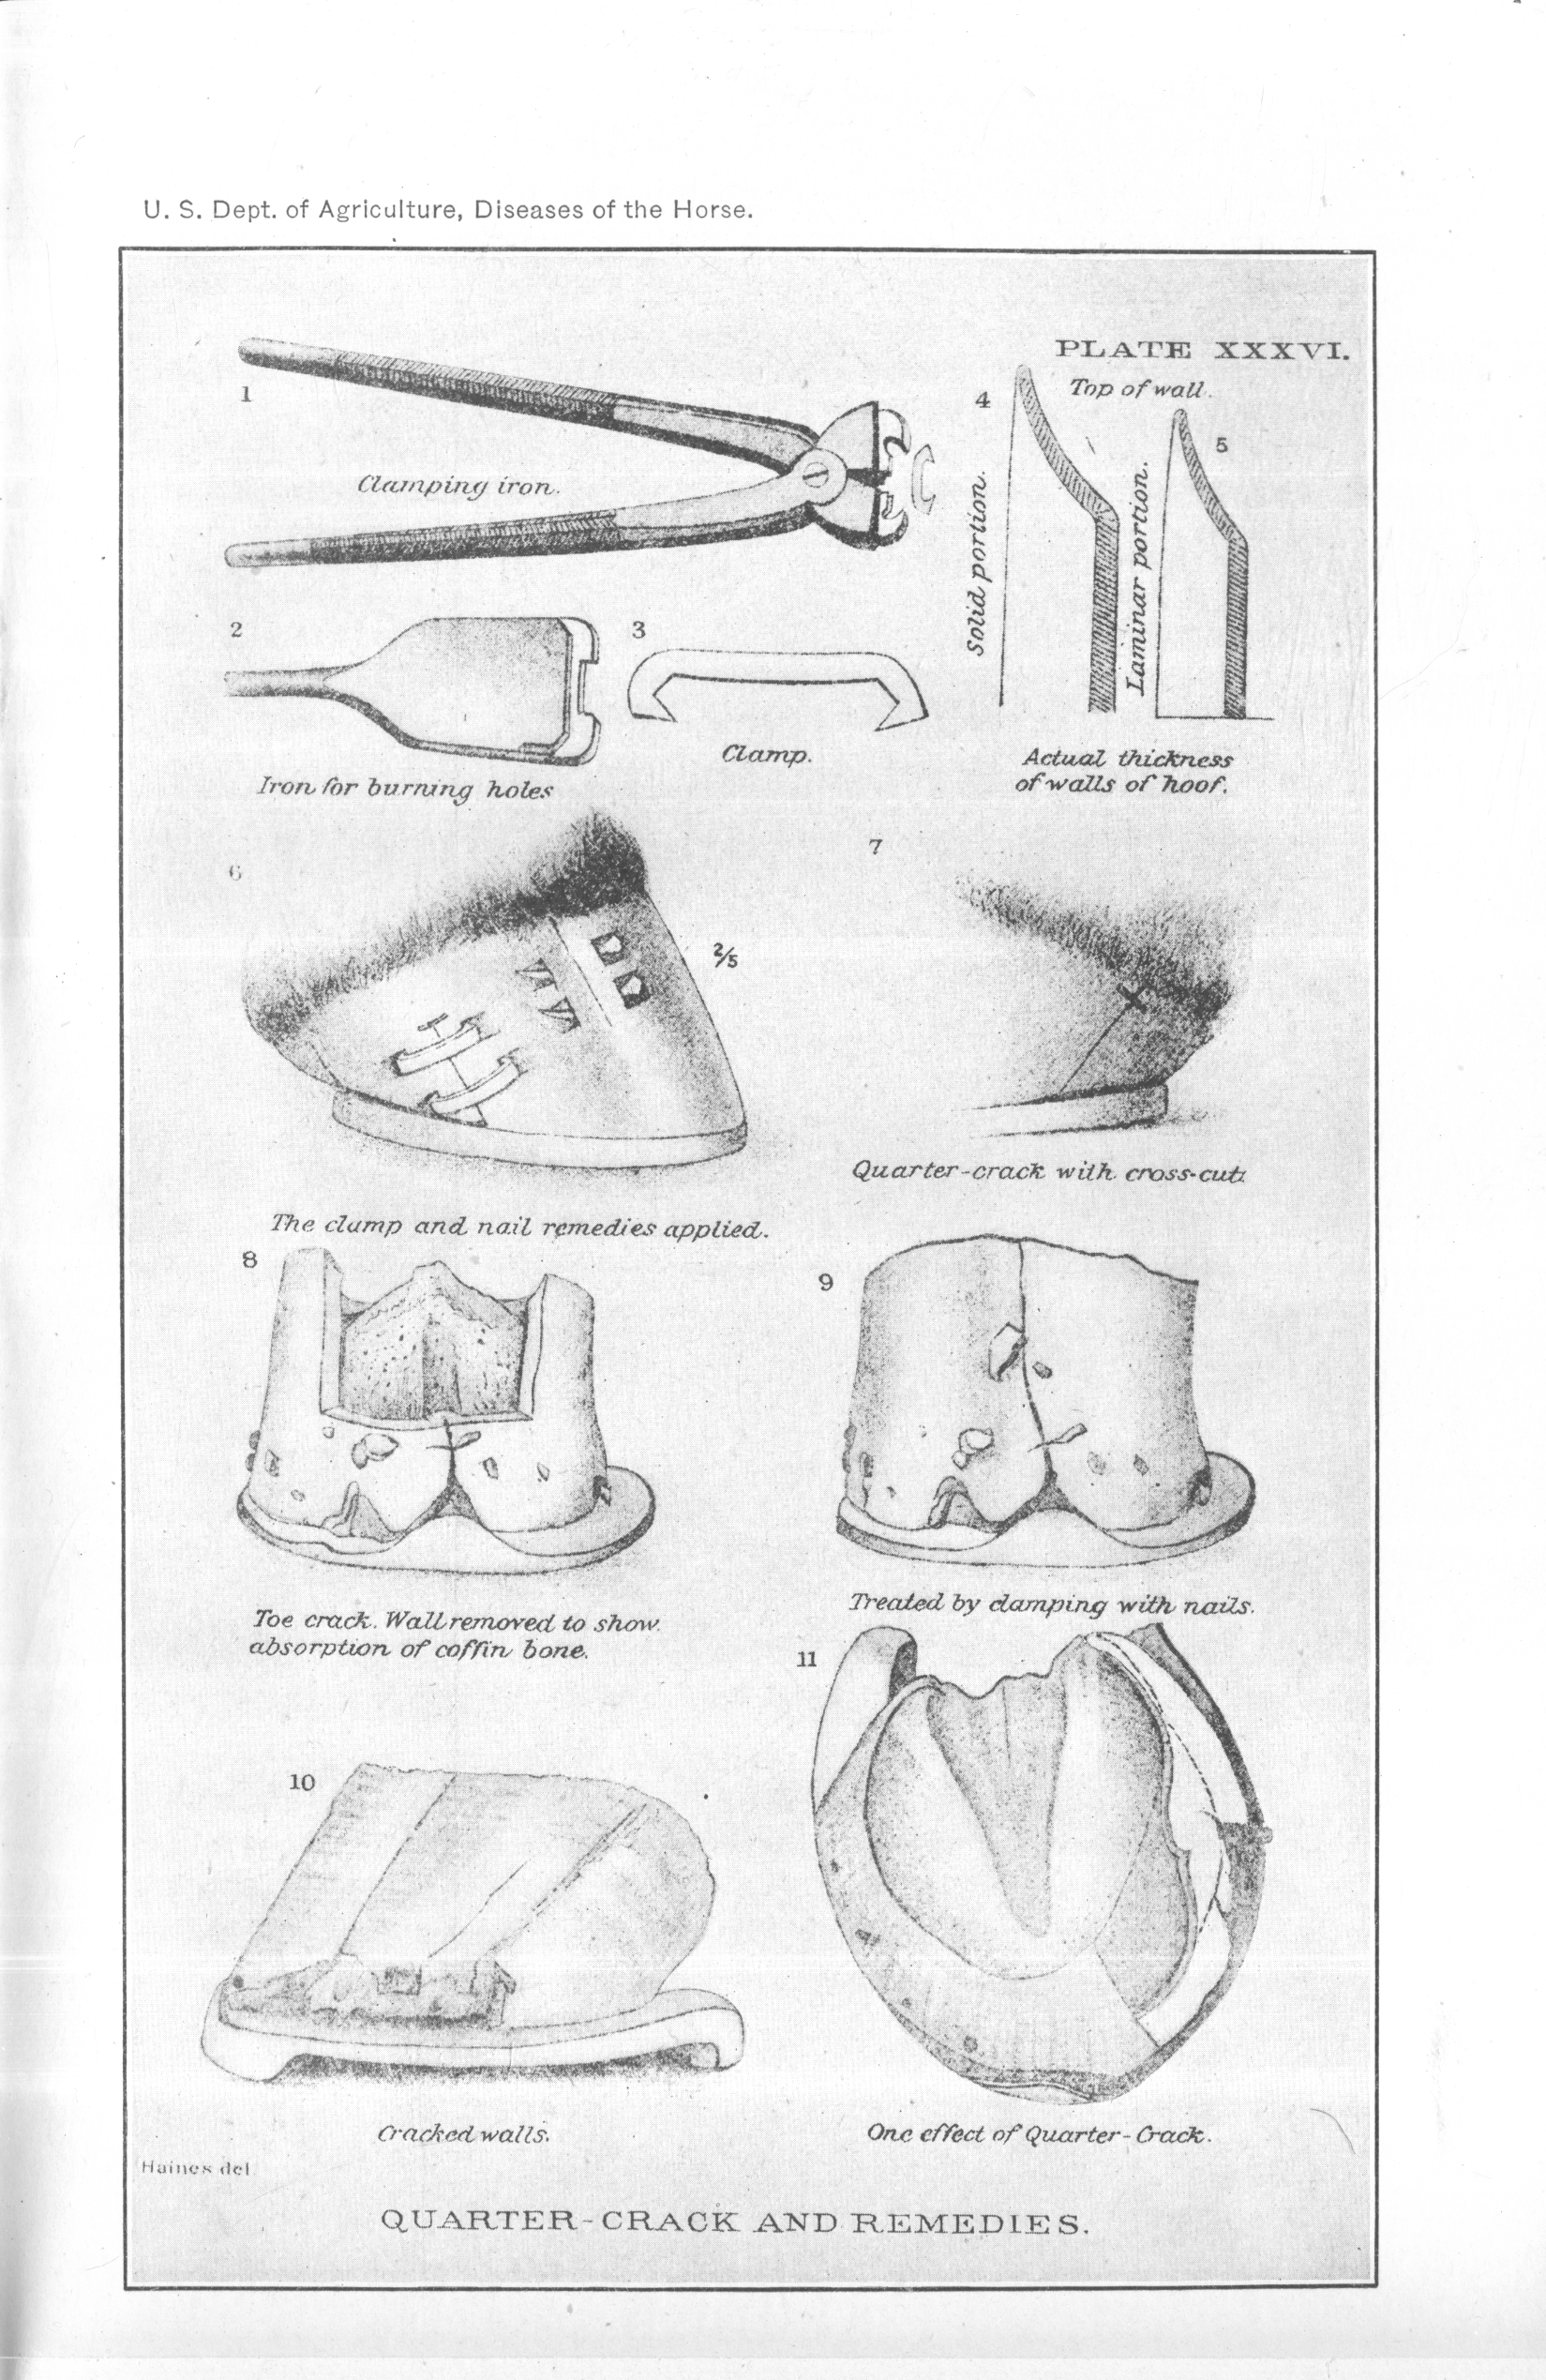 U. S. Dept. of Agriculture, Diseases of the Horse.
PLATE XXXVI.
1
Clamping iron.
4
Top of wall.
5
Solid portion.
Laminar portion.
2
3
Iron for burning holes
Clamp.
Actual thickness
of walls of hoof.
6
2/5
7
The clamp and nail remedies applied.
Quarter-crack with cross-cut.
8
9
Toe crack. Wall removed to show
absorption of coffin bone.
Treated by clamping with nails.
10
11
Cracked walls.
One effect of Quarter-Crack.
Haines del
QUARTER-CRACK AND REMEDIES.